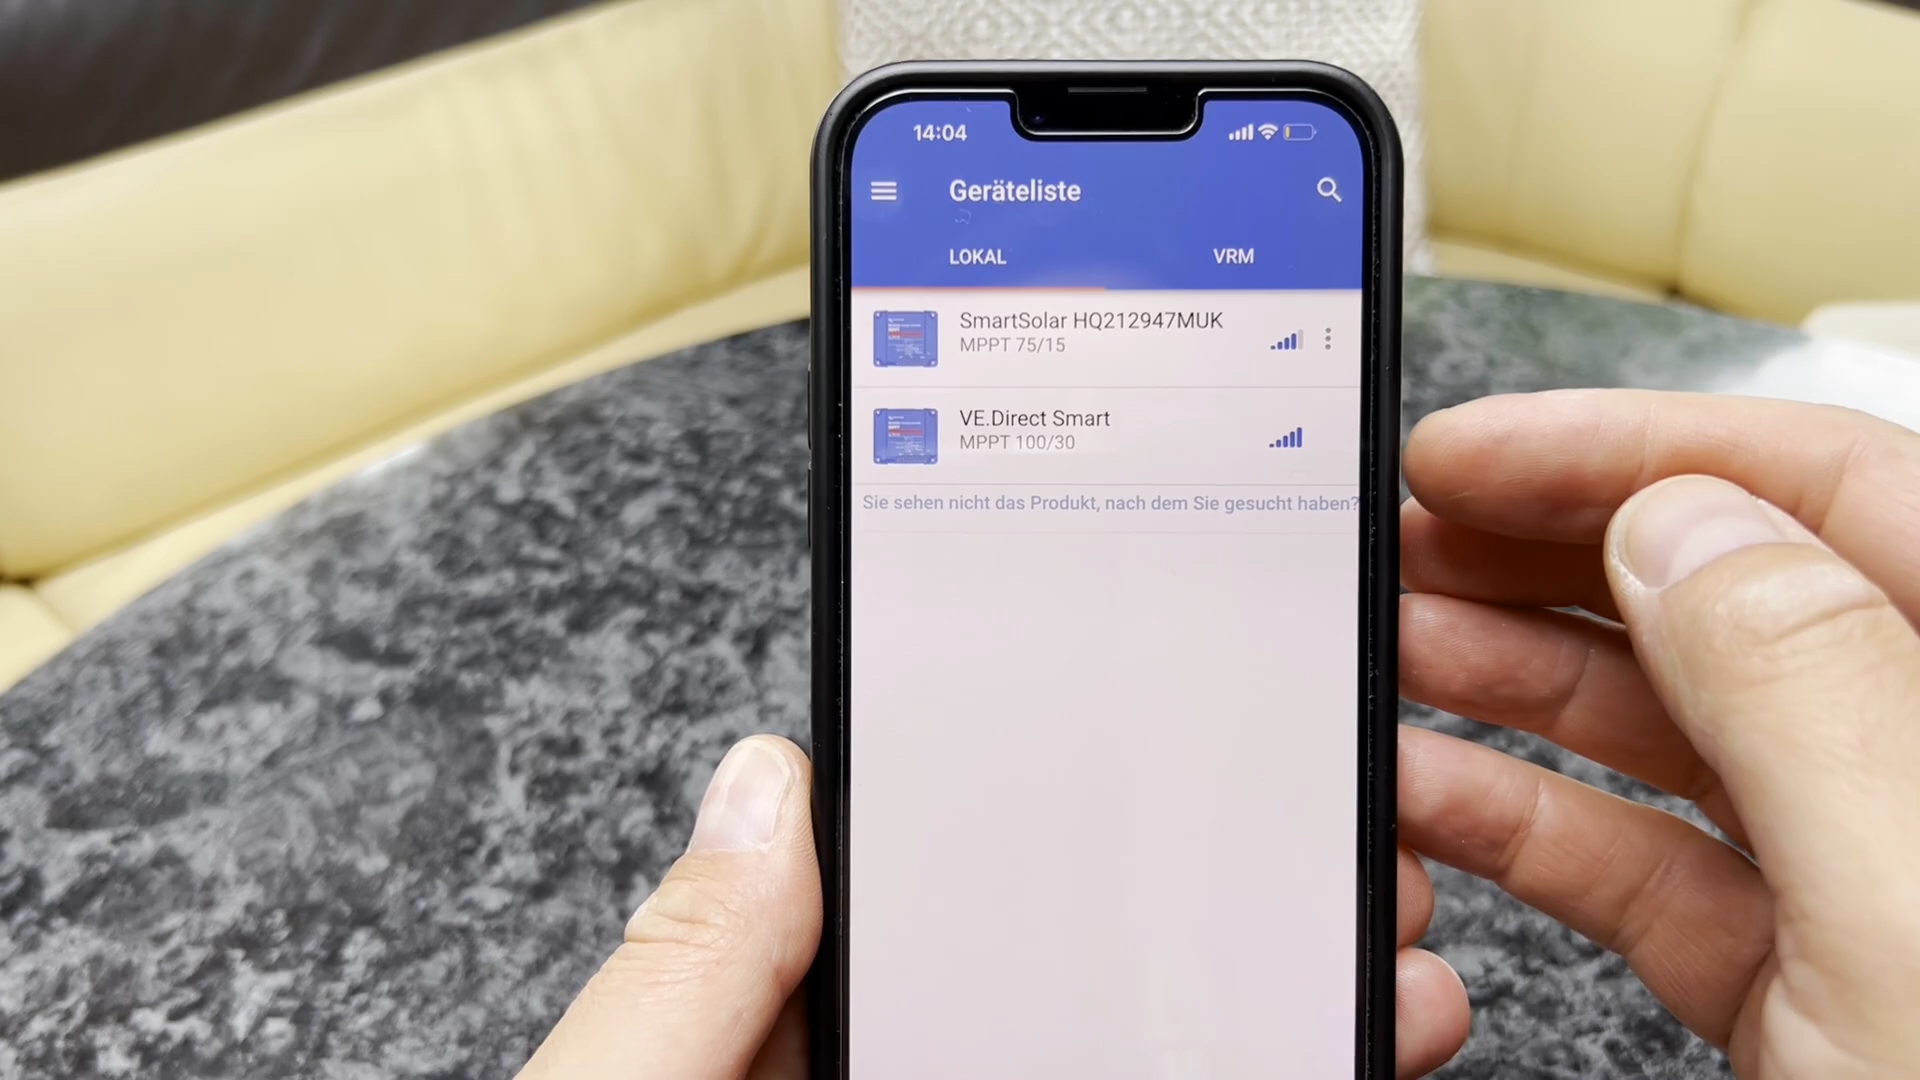 14:04
Geräteliste
LOKAL
VRM
SmartSolar HQ212947MUK
MPPT 75/15
VE.Direct Smart
MPPT 100/30
Sie sehen nicht das Produkt, nach dem Sie gesucht haben?